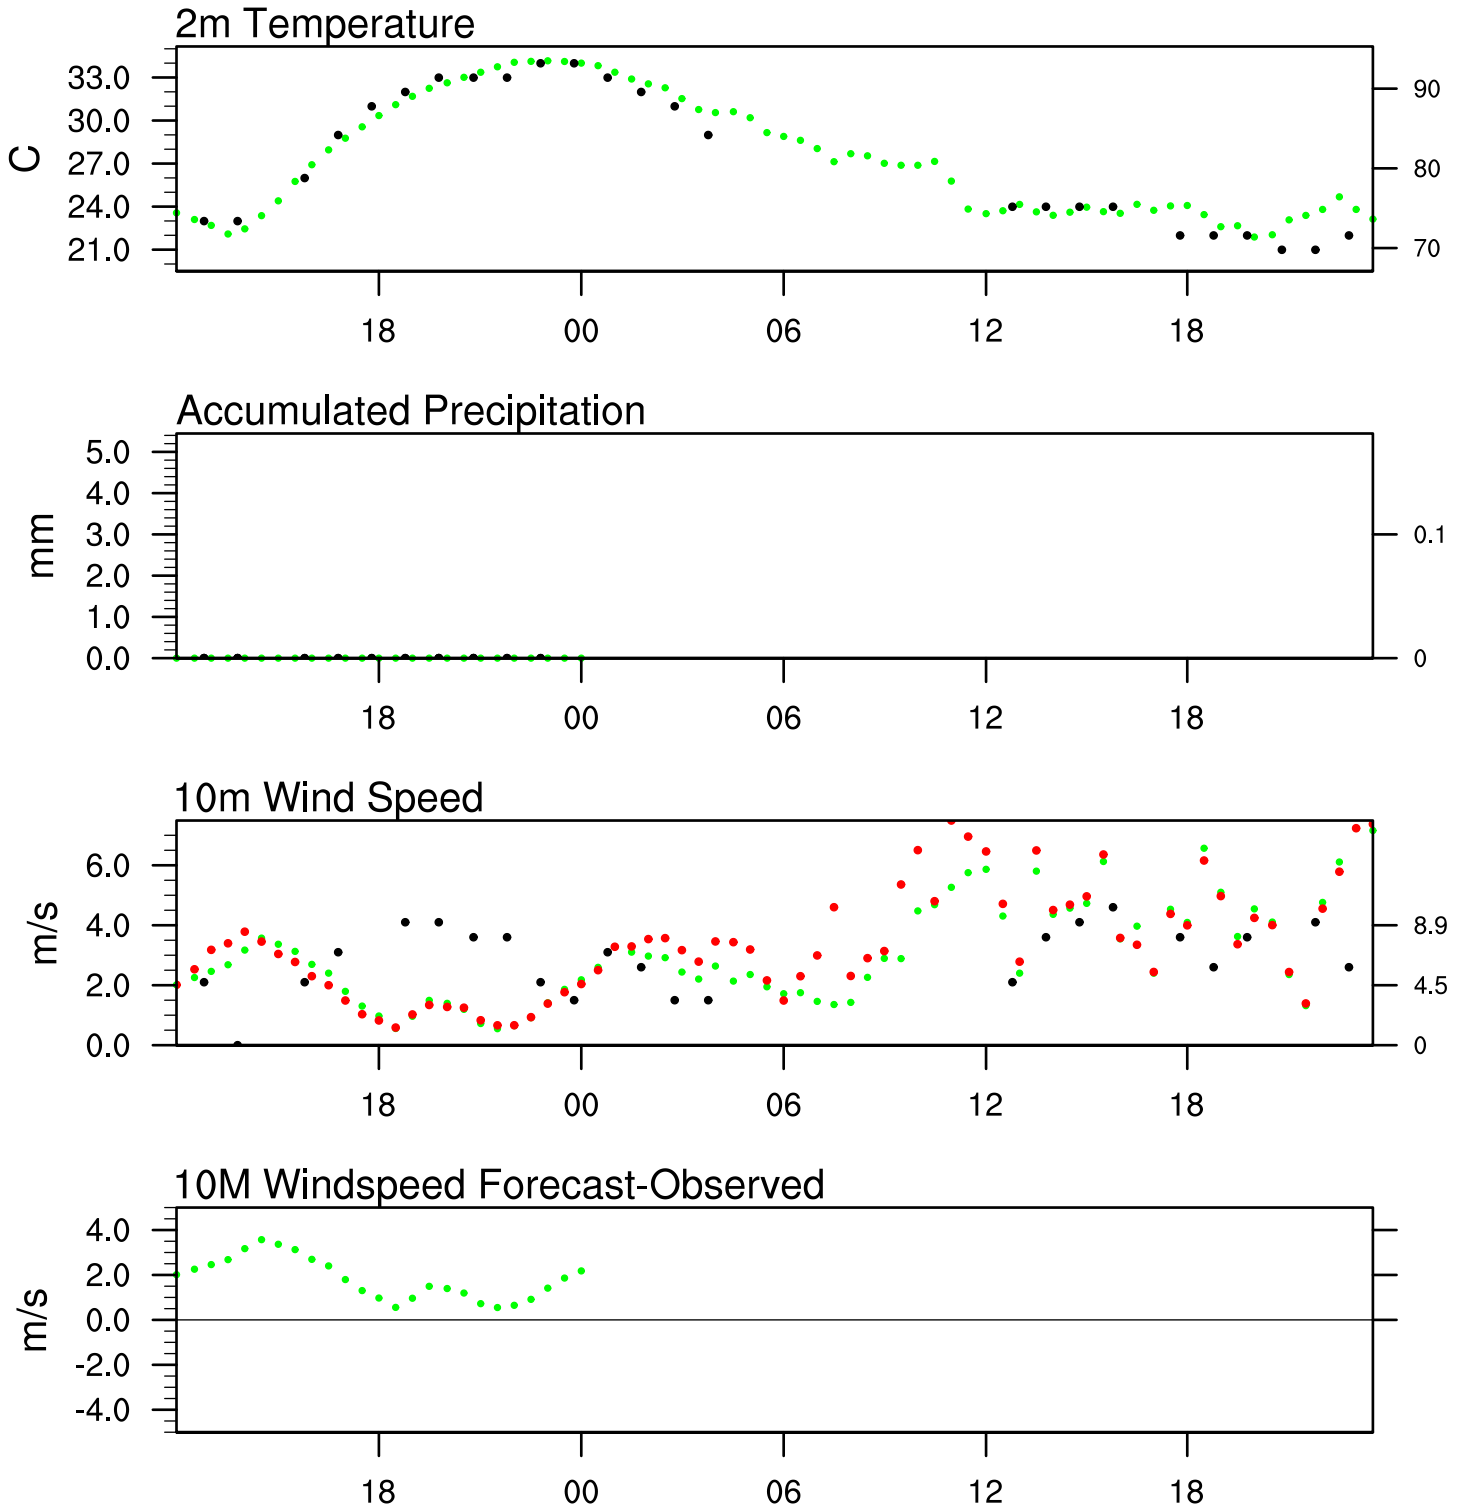 2m Temperature
33.0
30.0
27.0
24.0
21.0
C
90
80
70
18 00 06 12 18
Accumulated Precipitation
5.0
4.0
3.0
2.0
1.0
0.0
mm
0.1
0
18 00 06 12 18
10m Wind Speed
6.0
4.0
2.0
0.0
m/s
8.9
4.5
0
18 00 06 12 18
10M Windspeed Forecast-Observed
4.0
2.0
0.0
-2.0
-4.0
m/s
18 00 06 12 18